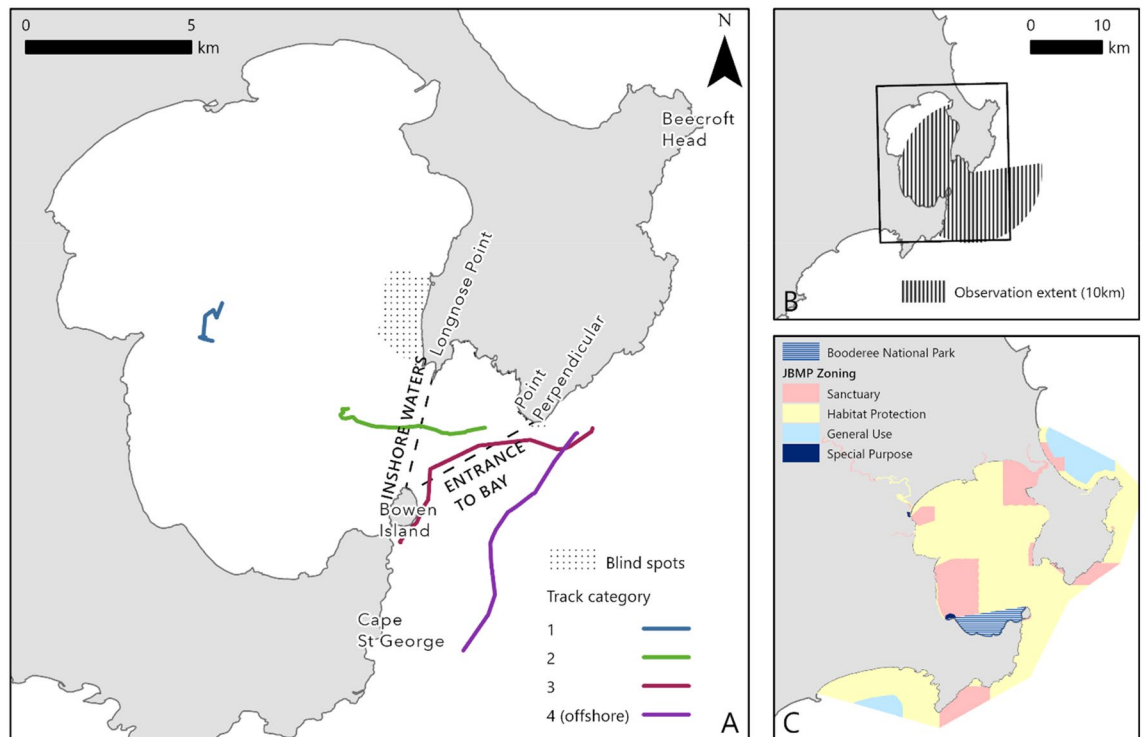 0 5
km
N
Beecroft
Head
Longnose Point
Point
Perpendicular
INSHORE WATERS
ENTRANCE
TO BAY
Bowen
Island
Cape
St George
Blind spots
Track category
1
2
3
4 (offshore)
A
0 10
km
Observation extent (10km)
B
Booderee National Park
JBMP Zoning
Sanctuary
Habitat Protection
General Use
Special Purpose
C